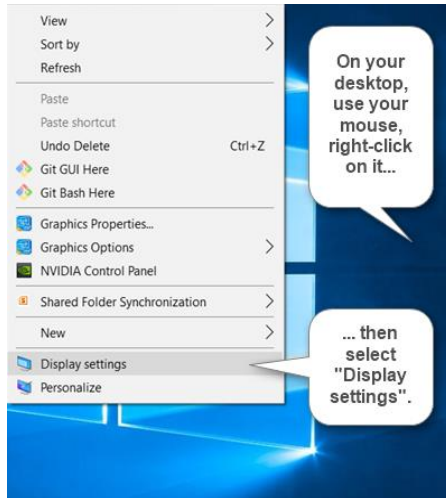 View
Sort by
Refresh
Paste
Paste shortcut
Undo Delete Ctrl+Z
Git GUI Here
Git Bash Here
Graphics Properties...
Graphics Options
NVIDIA Control Panel
Shared Folder Synchronization
New
Display settings
Personalize
On your
desktop,
use your
mouse,
right-click
on it...
... then
select
"Display
settings".